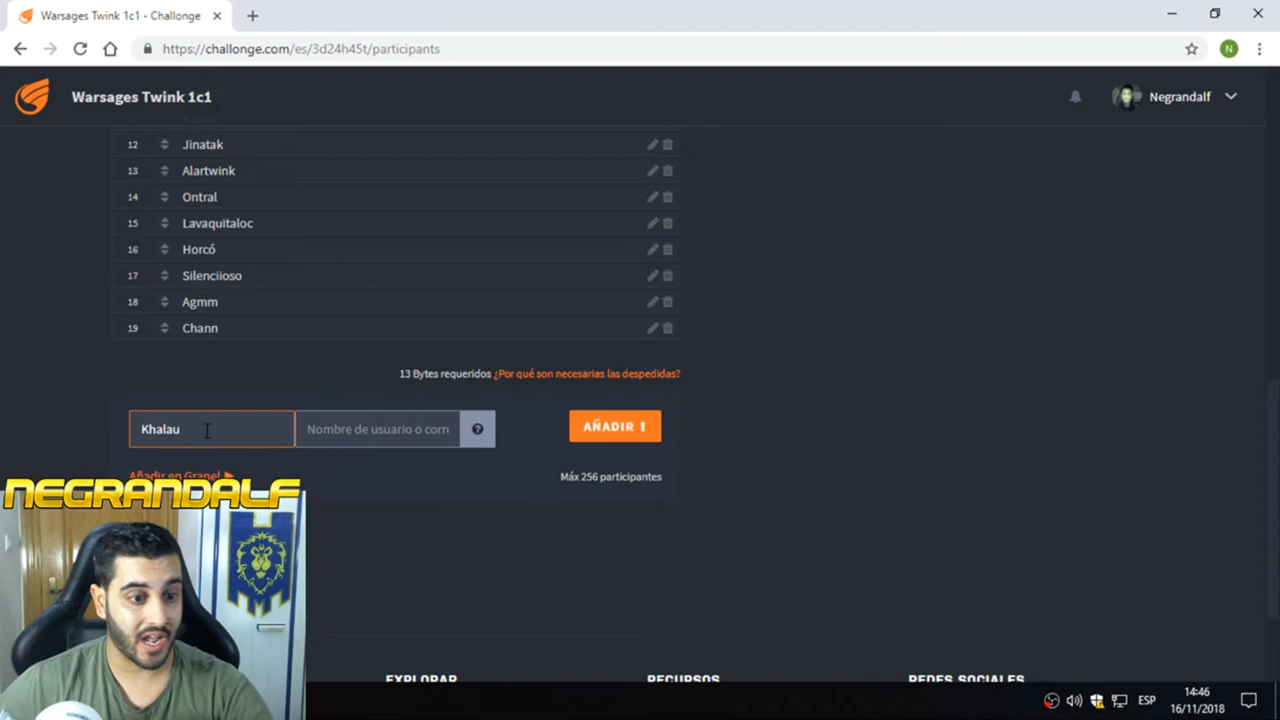 Warsages Twink 1c1 - Challonge
https://challonge.com/es/3d24h45t/participants
N
Warsages Twink 1c1
Negrandalf
12 Jinatak
13 Alartwink
14 Ontral
15 Lavaquitaloc
16 Horcó
17 Silenciioso
18 Agmm
19 Chann
13 Bytes requeridos ¿Por qué son necesarias las despedidas?
Khalau
Nombre de usuario o corr
?
AÑADIR
Añadir en Granel
Máx 256 participantes
NEGRANDALF
EXPLORAR
RECURSOS
REDES SOCIALES
ESP
14:46
16/11/2018